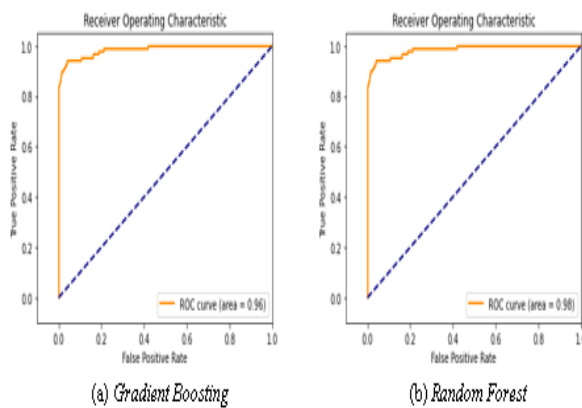 Receiver Operating Characteristic
1.0
0.8
0.6
0.4
0.2
0.0
True Positive Rate
ROC curve (area = 0.96)
0.0 0.2 0.4 0.6 0.8 1.0
False Positive Rate
(a) Gradient Boosting
Receiver Operating Characteristic
1.0
0.8
0.6
0.4
0.2
0.0
True Positive Rate
ROC curve (area = 0.98)
0.0 0.2 0.4 0.6 0.8 1.0
False Positive Rate
(b) Random Forest